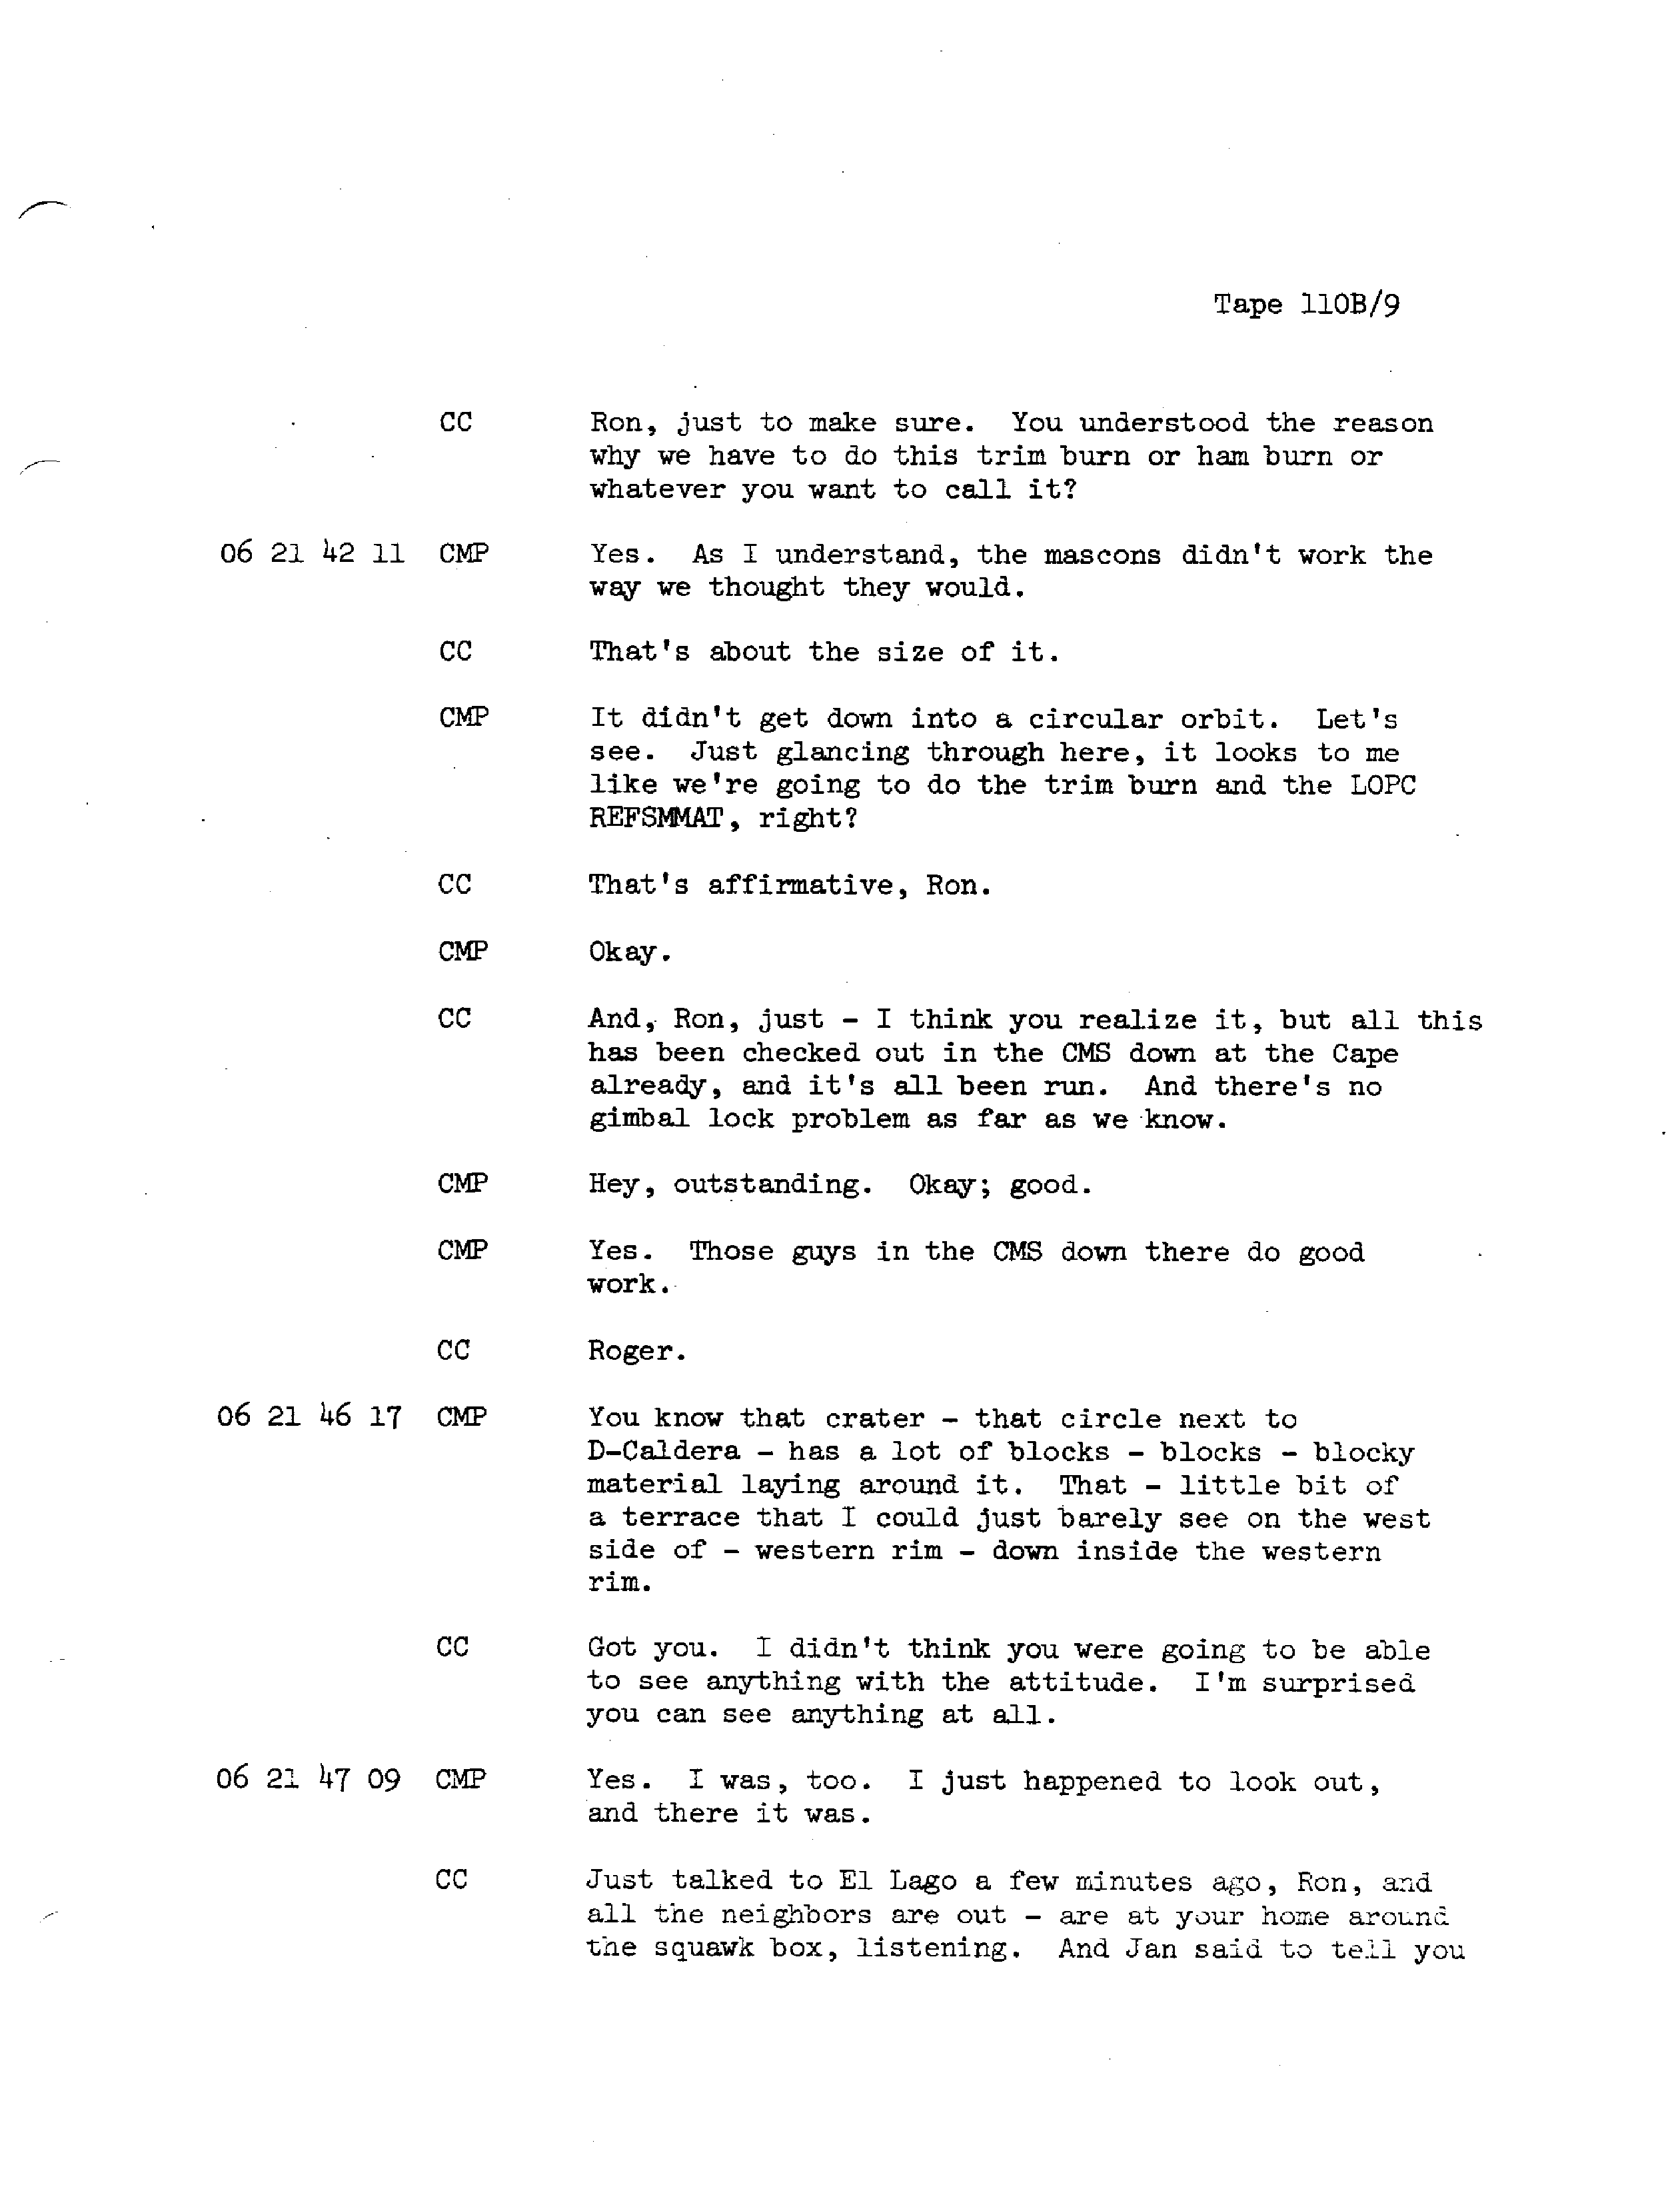 Tape 110B/9
CC Ron, just to make sure. You understood the reason
why we have to do this trim burn or ham burn or
whatever you want to call it?
06 21 42 11 CMP Yes. As I understand, the mascons didn't work the
way we thought they would.
CC That's about the size of it.
CMP It didn't get down into a circular orbit. Let's
see. Just glancing through here, it looks to me
like we're going to do the trim burn and the LOPC
REFSMMAT, right?
CC That's affirmative, Ron.
CMP Okay.
CC And, Ron, just - I think you realize it, but all this
has been checked out in the CMS down at the Cape
already, and it's all been run. And there's no
gimbal lock problem as far as we know.
CMP Hey, outstanding. Okay; good.
CMP Yes. Those guys in the CMS down there do good
work.
CC Roger.
06 21 46 17 CMP You know that crater - that circle next to
D-Caldera - has a lot of blocks - blocks - blocky
material laying around it. That - little bit of
a terrace that I could just barely see on the west
side of - western rim - down inside the western
rim.
CC Got you. I didn't think you were going to be able
to see anything with the attitude. I'm surprised
you can see anything at all.
06 21 47 09 CMP Yes. I was, too. I just happened to look out,
and there it was.
CC Just talked to El Lago a few minutes ago, Ron, and
all the neighbors are out - are at your home around
the squawk box, listening. And Jan said to tell you